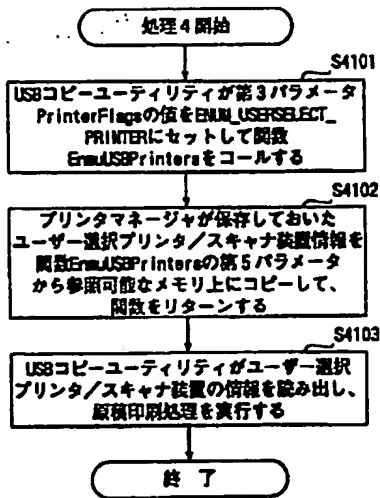 処理4開始
S4101
USBコピーユーティリティが第3パラメータ
PrinterFlagsの値をENUM_USERSELECT_
PRINTERにセットして関数
EnmuUSBPrintersをコールする
S4102
プリンタマネージャが保存しておいた
ユーザー選択プリンタ/スキャナ装置情報を
関数EnmuUSBPrintersの第5パラメータ
から参照可能なメモリ上にコピーして、
関数をリターンする
S4103
USBコピーユーティリティがユーザー選択
プリンタ/スキャナ装置の情報を読み出し、
原稿印刷処理を実行する
終了